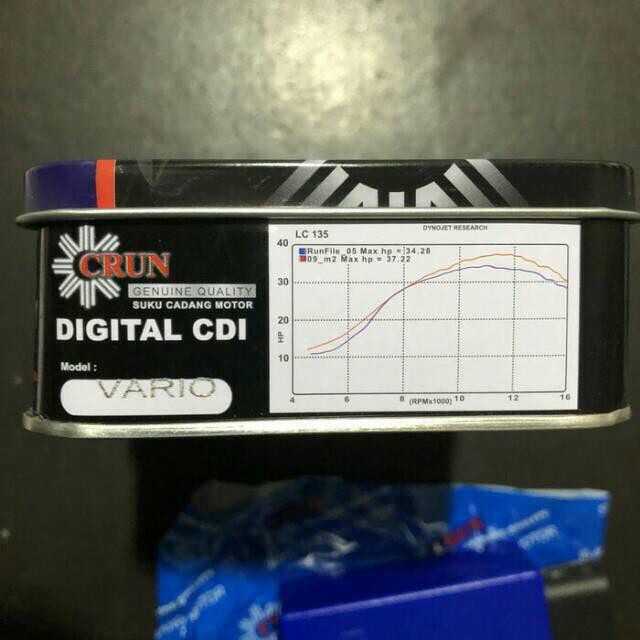 CRUN
GENUINE QUALITY
SUKU CADANG MOTOR
DIGITAL CDI
Model :
VARIO
LC 135
DYNOJET RESEARCH
RunFile_05 Max hp = 34.28
09_m2 Max hp = 37.22
40
30
20
10
HP
4 6 8 10 12 16
(RPMx1000)
CRUN